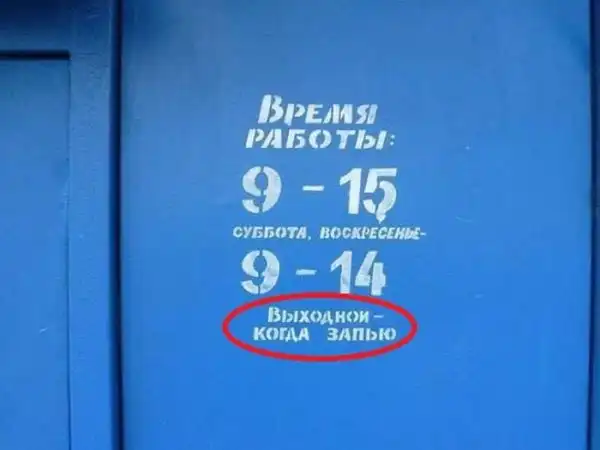 Время
РАБОТЫ:
9 - 15
СУББОТА, ВОСКРЕСЕНЬЕ-
9 - 14
Выходной -
КОГДА ЗАПЬЮ